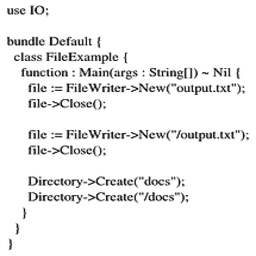 use IO;

bundle Default {
class FileExample {
function : Main(args : String[]) ~ Nil {
file := FileWriter->New("output.txt");
file->Close();

file := FileWriter->New("/output.txt");
file->Close();

Directory->Create("docs");
Directory->Create("/docs");
}
}
}